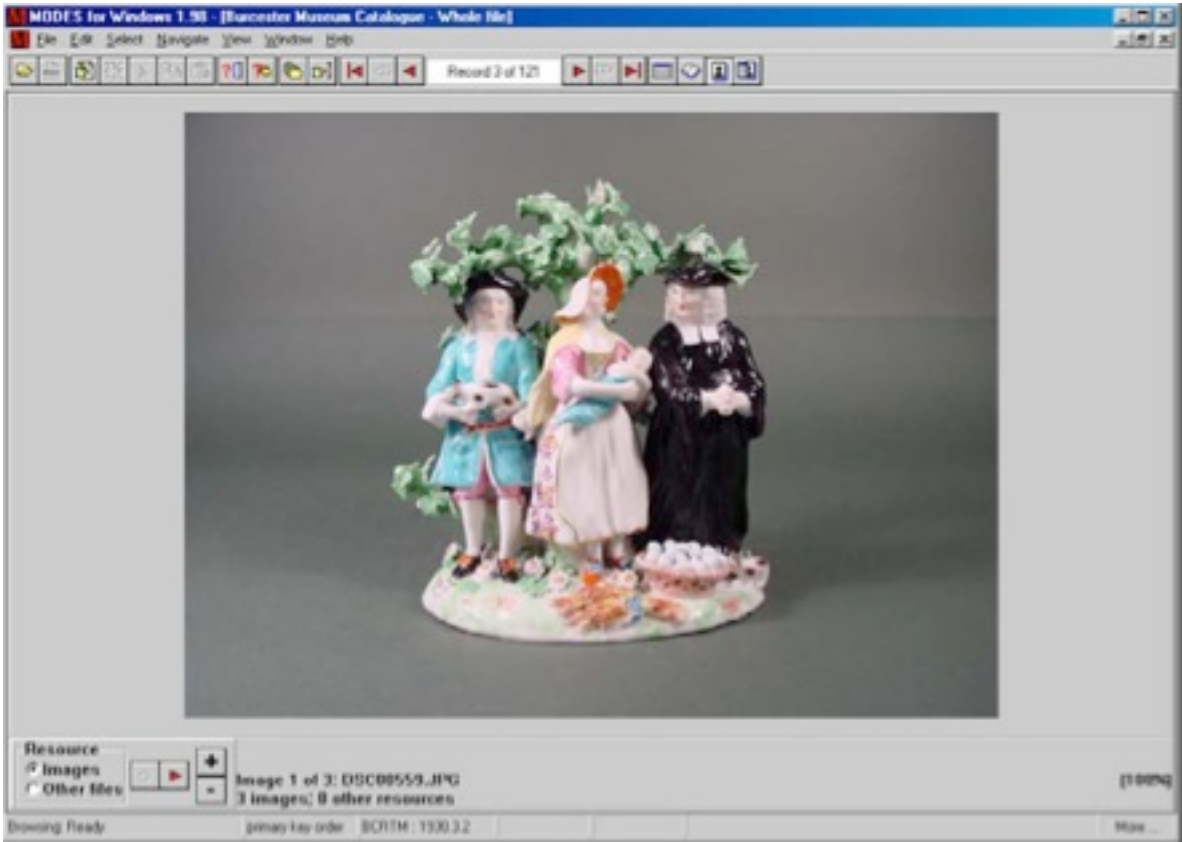 MODES for Windows 1.98 - [Burcester Museum Catalogue - Whole file]
File Edit Select Navigate View Window Help
Record 3 of 121
Resource
Images
Other files
+
-
Image 1 of 3: DSC00559.JPG
3 images; 0 other resources
[100%]
Browsing: Ready primary key order BCRTM : 1930.3.2 More ...